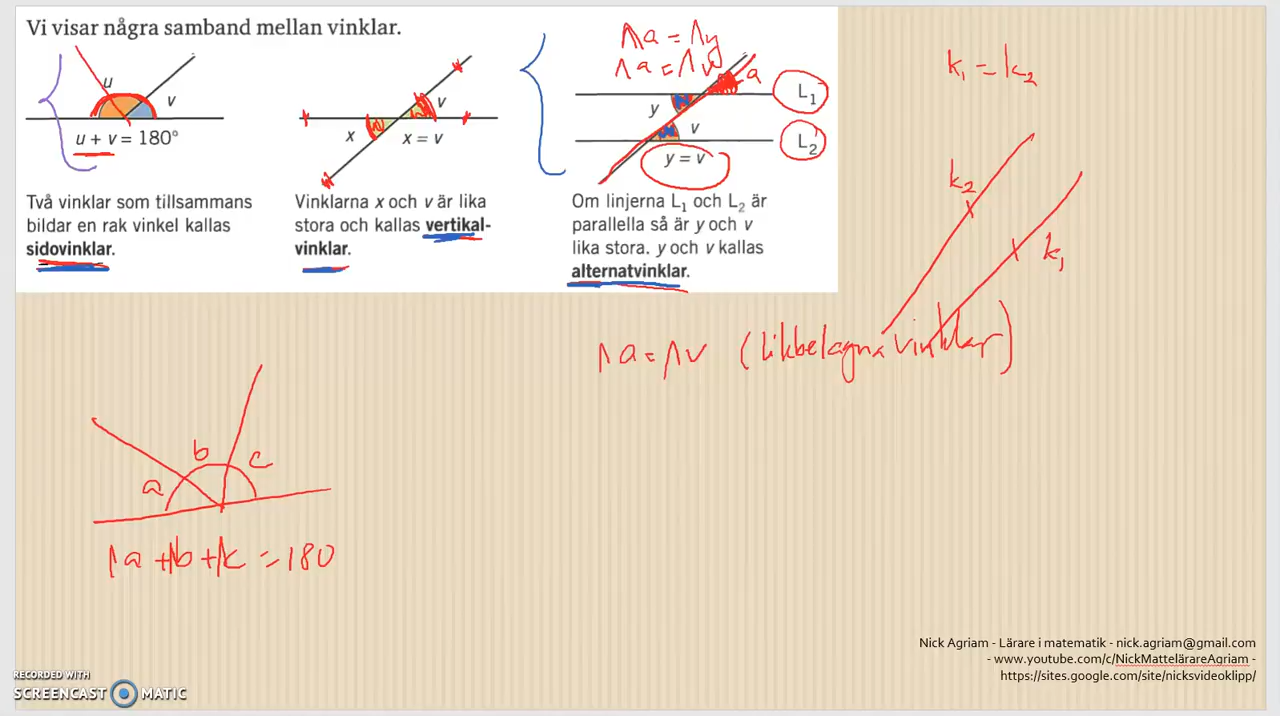 Vi visar några samband mellan vinklar.
u
v
u + v = 180°
Två vinklar som tillsammans
bildar en rak vinkel kallas
sidovinklar.
v
x
x = v
Vinklarna x och v är lika
stora och kallas vertikal-
vinklar.
∧a = ∧y
∧a = ∧v
a
L₁
y
v
L₂
y = v
Om linjerna L₁ och L₂ är
parallella så är y och v
lika stora. y och v kallas
alternatvinklar.
k₁ = k₂
k₂
k₁
∧a = ∧v (likbelägna vinklar)
b
c
a
∧a + ∧b + ∧c = 180
Nick Agriam - Lärare i matematik - nick.agriam@gmail.com
- www.youtube.com/c/NickMattelärareAgriam -
https://sites.google.com/site/nicksvideoklipp/
RECORDED WITH
SCREENCAST MATIC